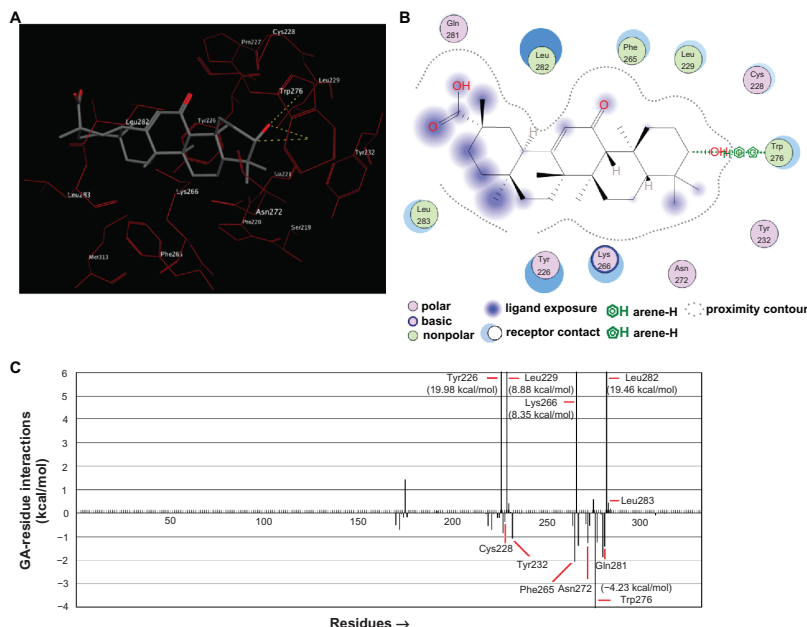 A
Cys228
Pro227
Leu229
Trp276
Leu282
Tyr226
Tyr232
Leu283
Lys266
Asn272
Pro220
Ser219
Phe265
Met313
B
Gln
281
Leu
282
Phe
265
Leu
229
Cys
228
OH
O
O
H
H
H
OH
H
Trp
276
Leu
283
Tyr
226
Lys
266
Asn
272
Tyr
232
polar
basic
nonpolar
ligand exposure
receptor contact
H arene-H
H arene-H
proximity contour
C
GA-residue interactions
(kcal/mol)
6
5
4
3
2
1
0
−1
−2
−3
−4
50
100
150
200
250
300
Tyr226
(19.98 kcal/mol)
Leu229
(8.88 kcal/mol)
Lys266
(8.35 kcal/mol)
Leu282
(19.46 kcal/mol)
Leu283
Cys228
Tyr232
Phe265
Asn272
Gln281
(−4.23 kcal/mol)
Trp276
Residues →